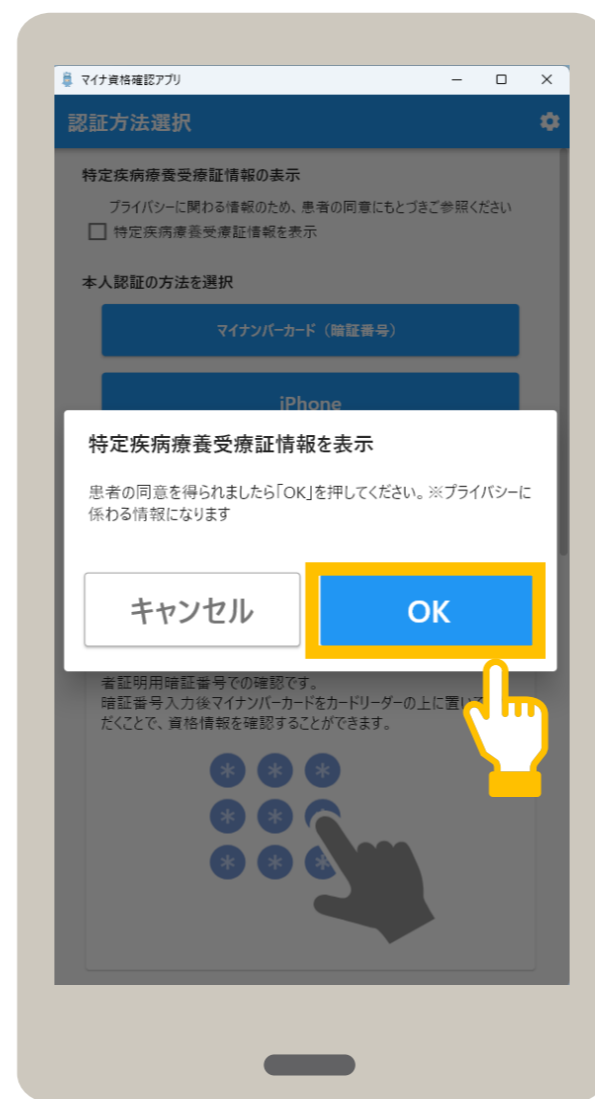 マイナ資格確認アプリ
認証方法選択
特定疾病療養受療証情報の表示
プライバシーに関わる情報のため、患者の同意にもとづきご参照ください
特定疾病療養受療証情報を表示
本人認証の方法を選択
マイナンバーカード（暗証番号）
iPhone
特定疾病療養受療証情報を表示
患者の同意を得られましたら「OK」を押してください。※プライバシーに
係わる情報になります
キャンセル
OK
者証明用暗証番号での確認です。
暗証番号入力後マイナンバーカードをカードリーダーの上に置い
だくことで、資格情報を確認することができます。